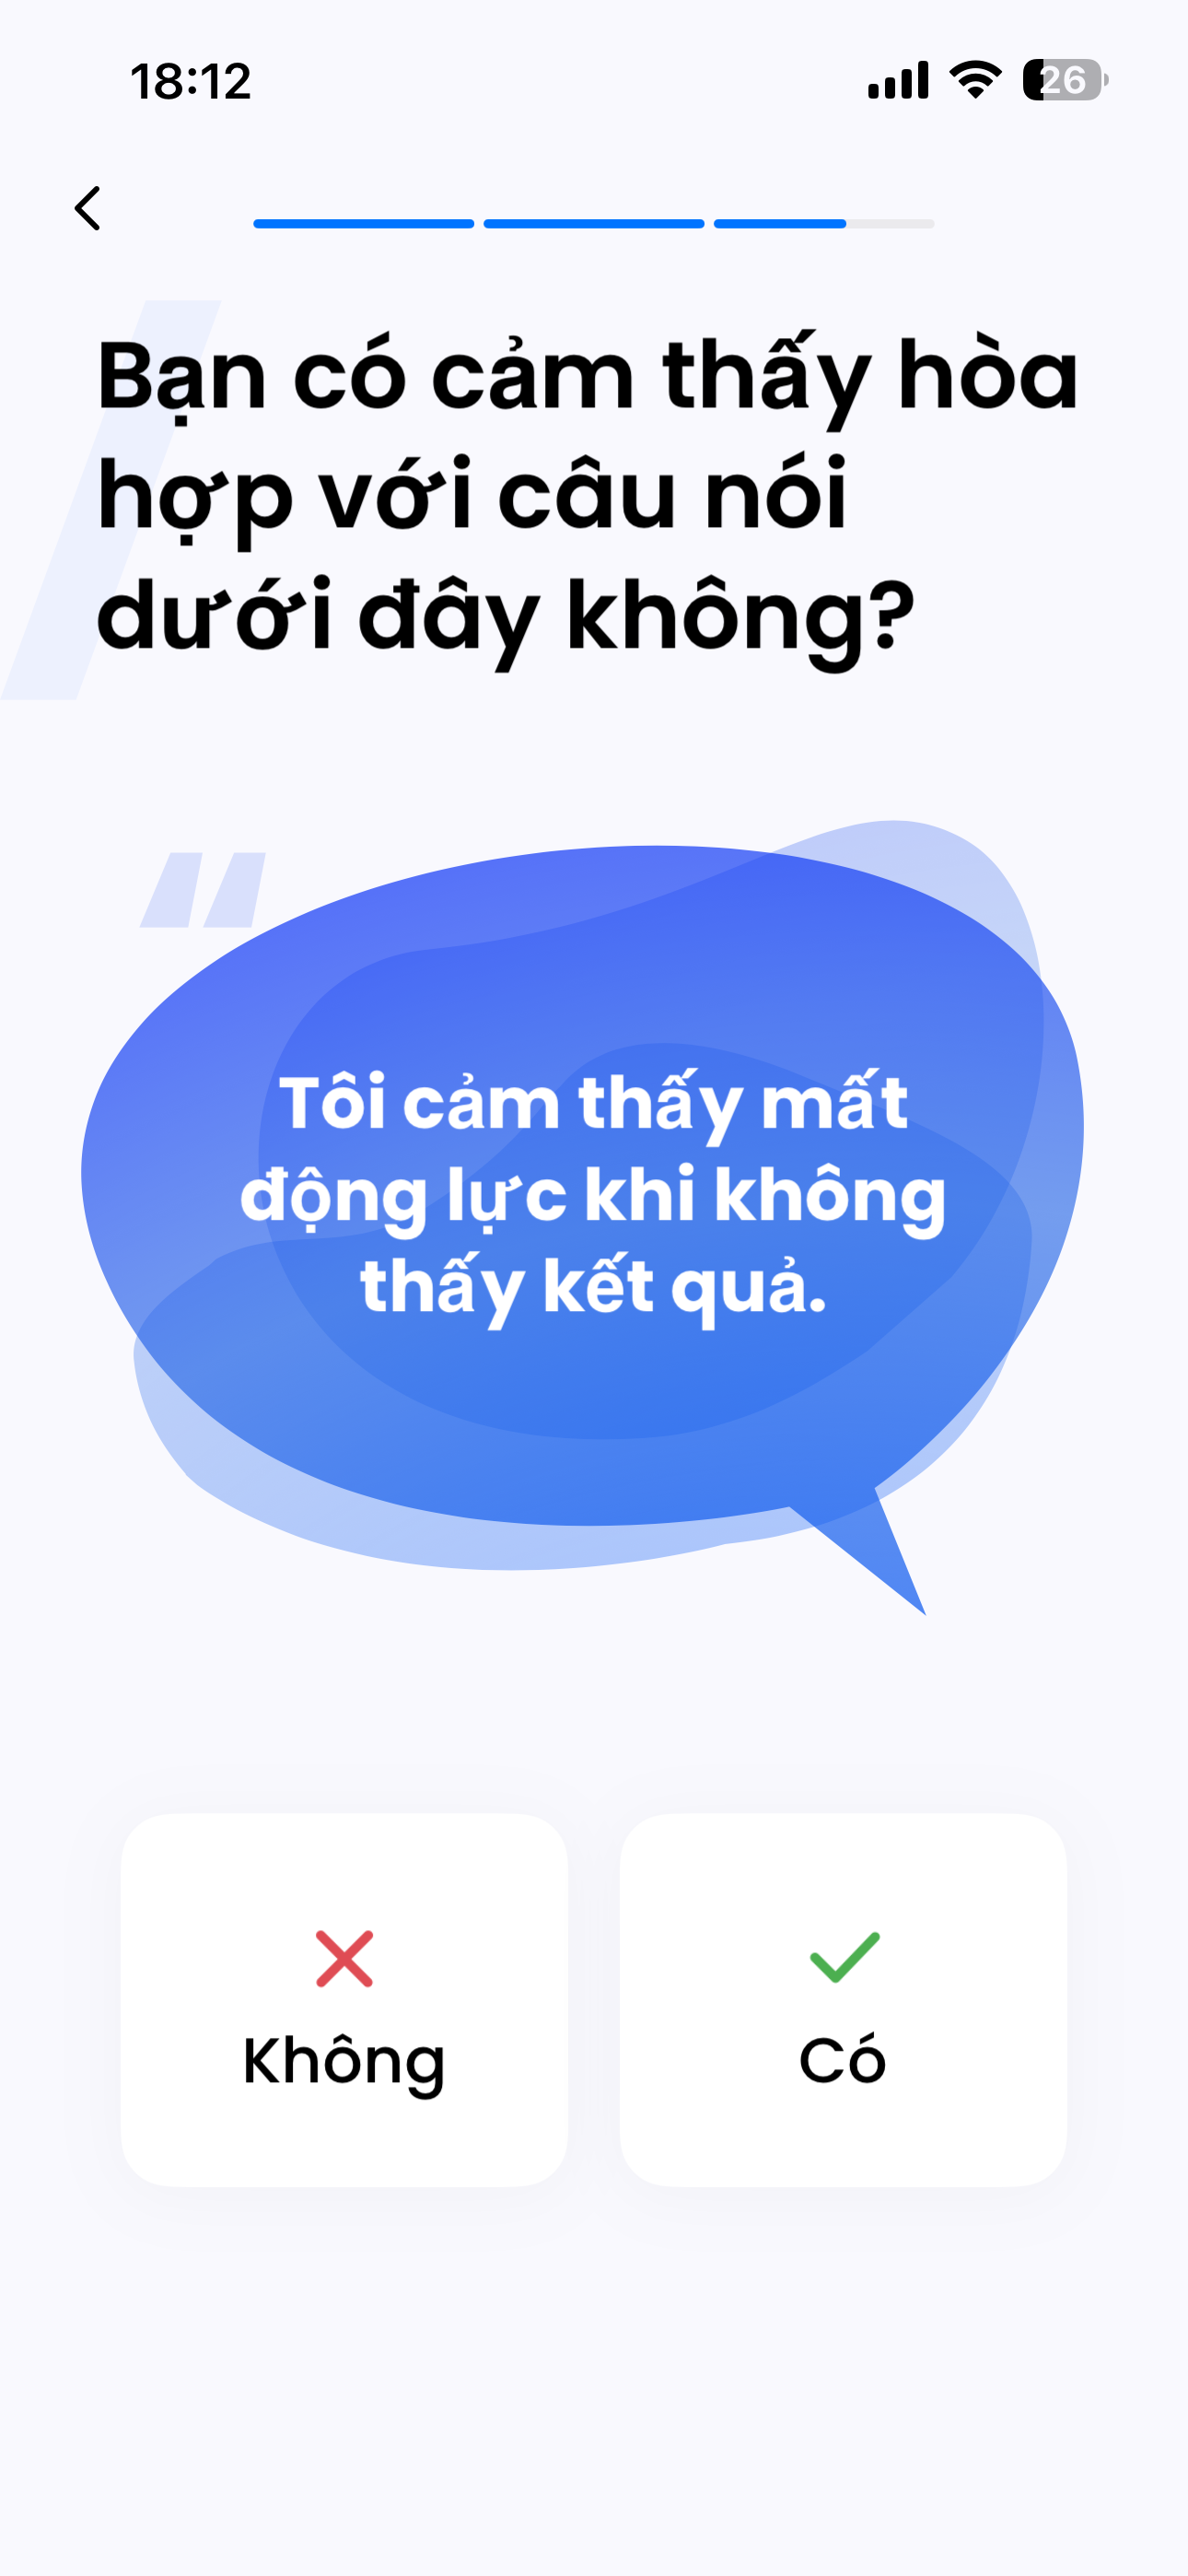 18:12
26
Bạn có cảm thấy hòa
hợp với câu nói
dưới đây không?
"
Tôi cảm thấy mất
động lực khi không
thấy kết quả.
Không
Có